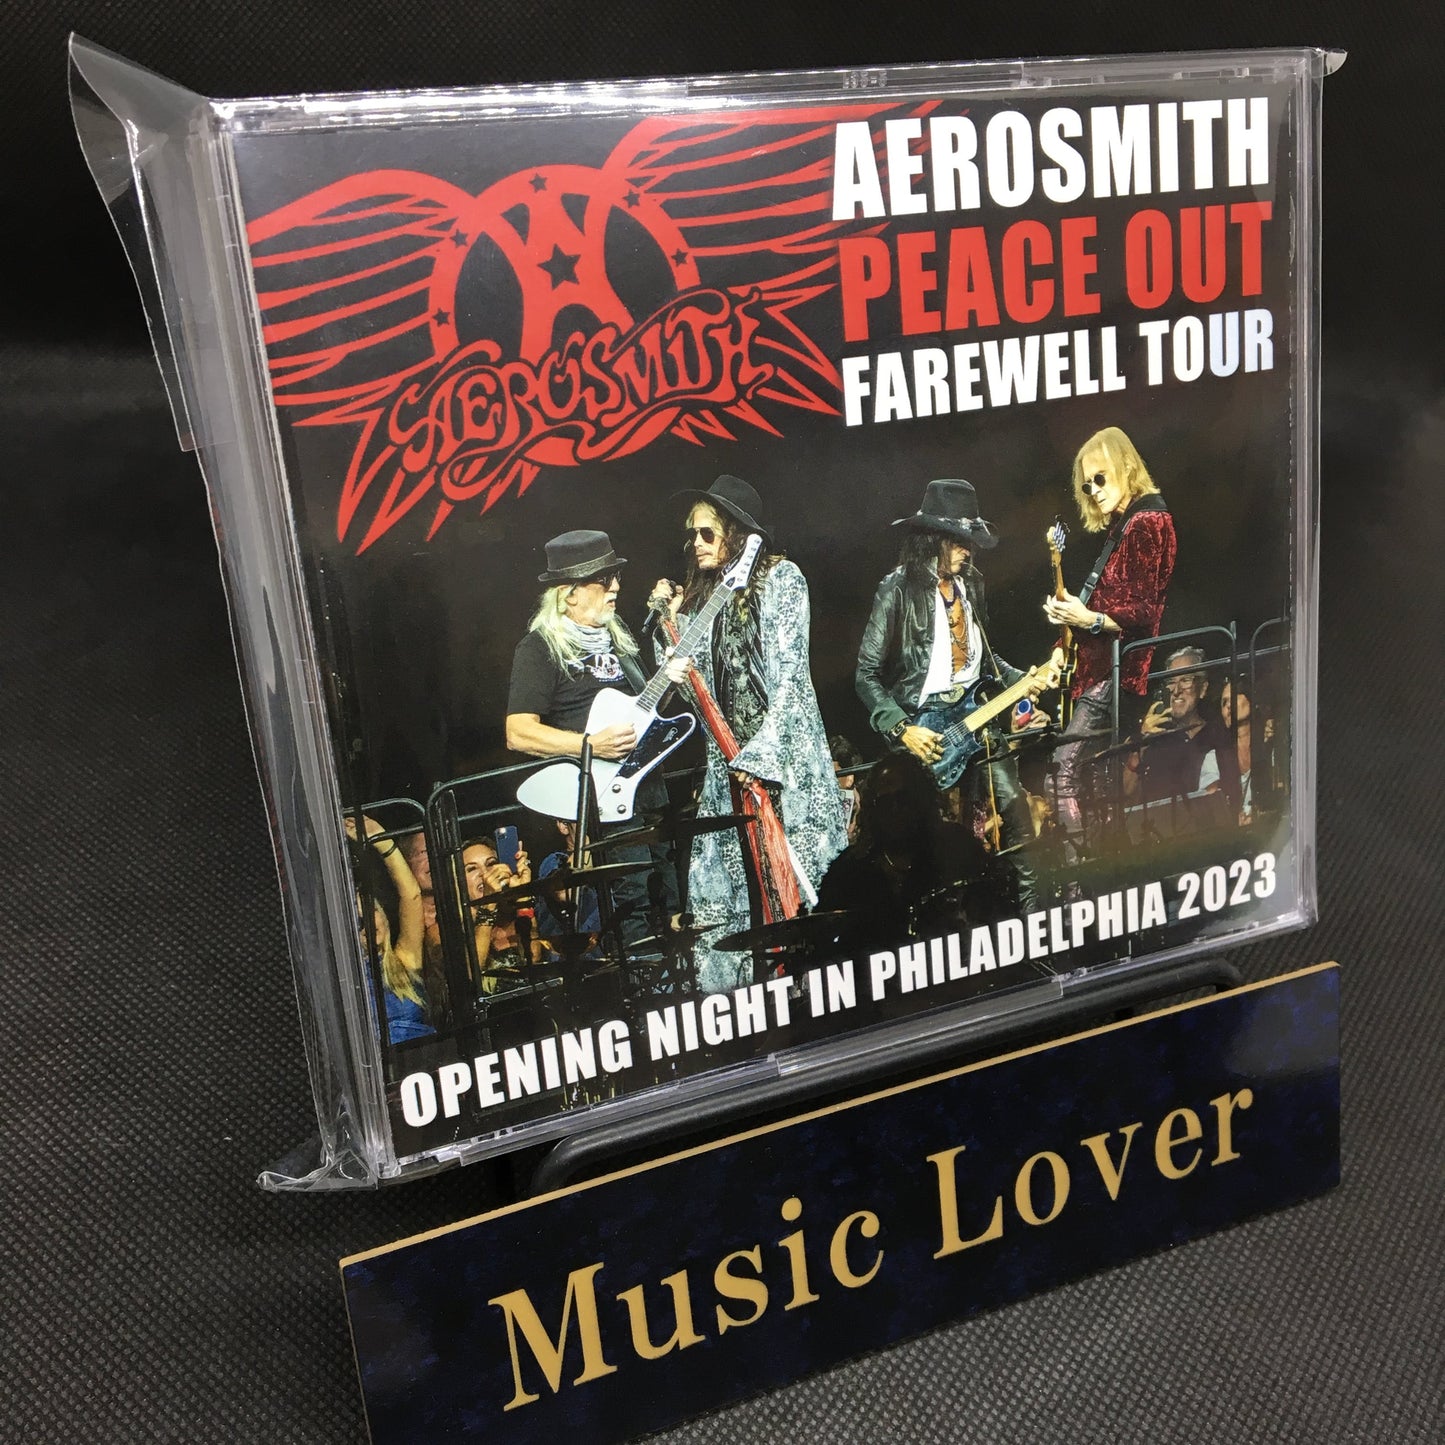 AEROSMITH
PEACE OUT
FAREWELL TOUR
AEROSMITH
OPENING NIGHT IN PHILADELPHIA 2023
Music Lover